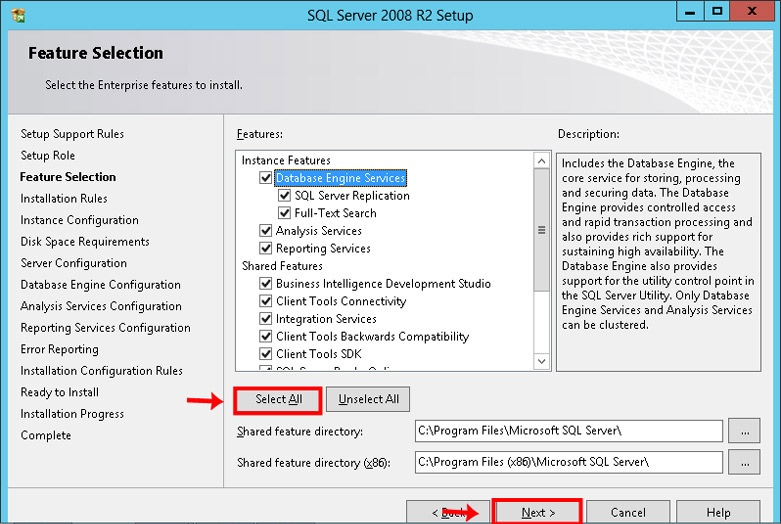 SQL Server 2008 R2 Setup
Feature Selection
Select the Enterprise features to install.
Setup Support Rules
Setup Role
Feature Selection
Installation Rules
Instance Configuration
Disk Space Requirements
Server Configuration
Database Engine Configuration
Analysis Services Configuration
Reporting Services Configuration
Error Reporting
Installation Configuration Rules
Ready to Install
Installation Progress
Complete
Features:
Instance Features
Database Engine Services
SQL Server Replication
Full-Text Search
Analysis Services
Reporting Services
Shared Features
Business Intelligence Development Studio
Client Tools Connectivity
Integration Services
Client Tools Backwards Compatibility
Client Tools SDK
Description:
Includes the Database Engine, the
core service for storing, processing
and securing data. The Database
Engine provides controlled access
and rapid transaction processing and
also provides rich support for
sustaining high availability. The
Database Engine also provides
support for the utility control point in
the SQL Server Utility. Only Database
Engine Services and Analysis Services
can be clustered.
Select All
Unselect All
Shared feature directory:
C:\Program Files\Microsoft SQL Server\
...
Shared feature directory (x86):
C:\Program Files (x86)\Microsoft SQL Server\
...
< Back
Next >
Cancel
Help